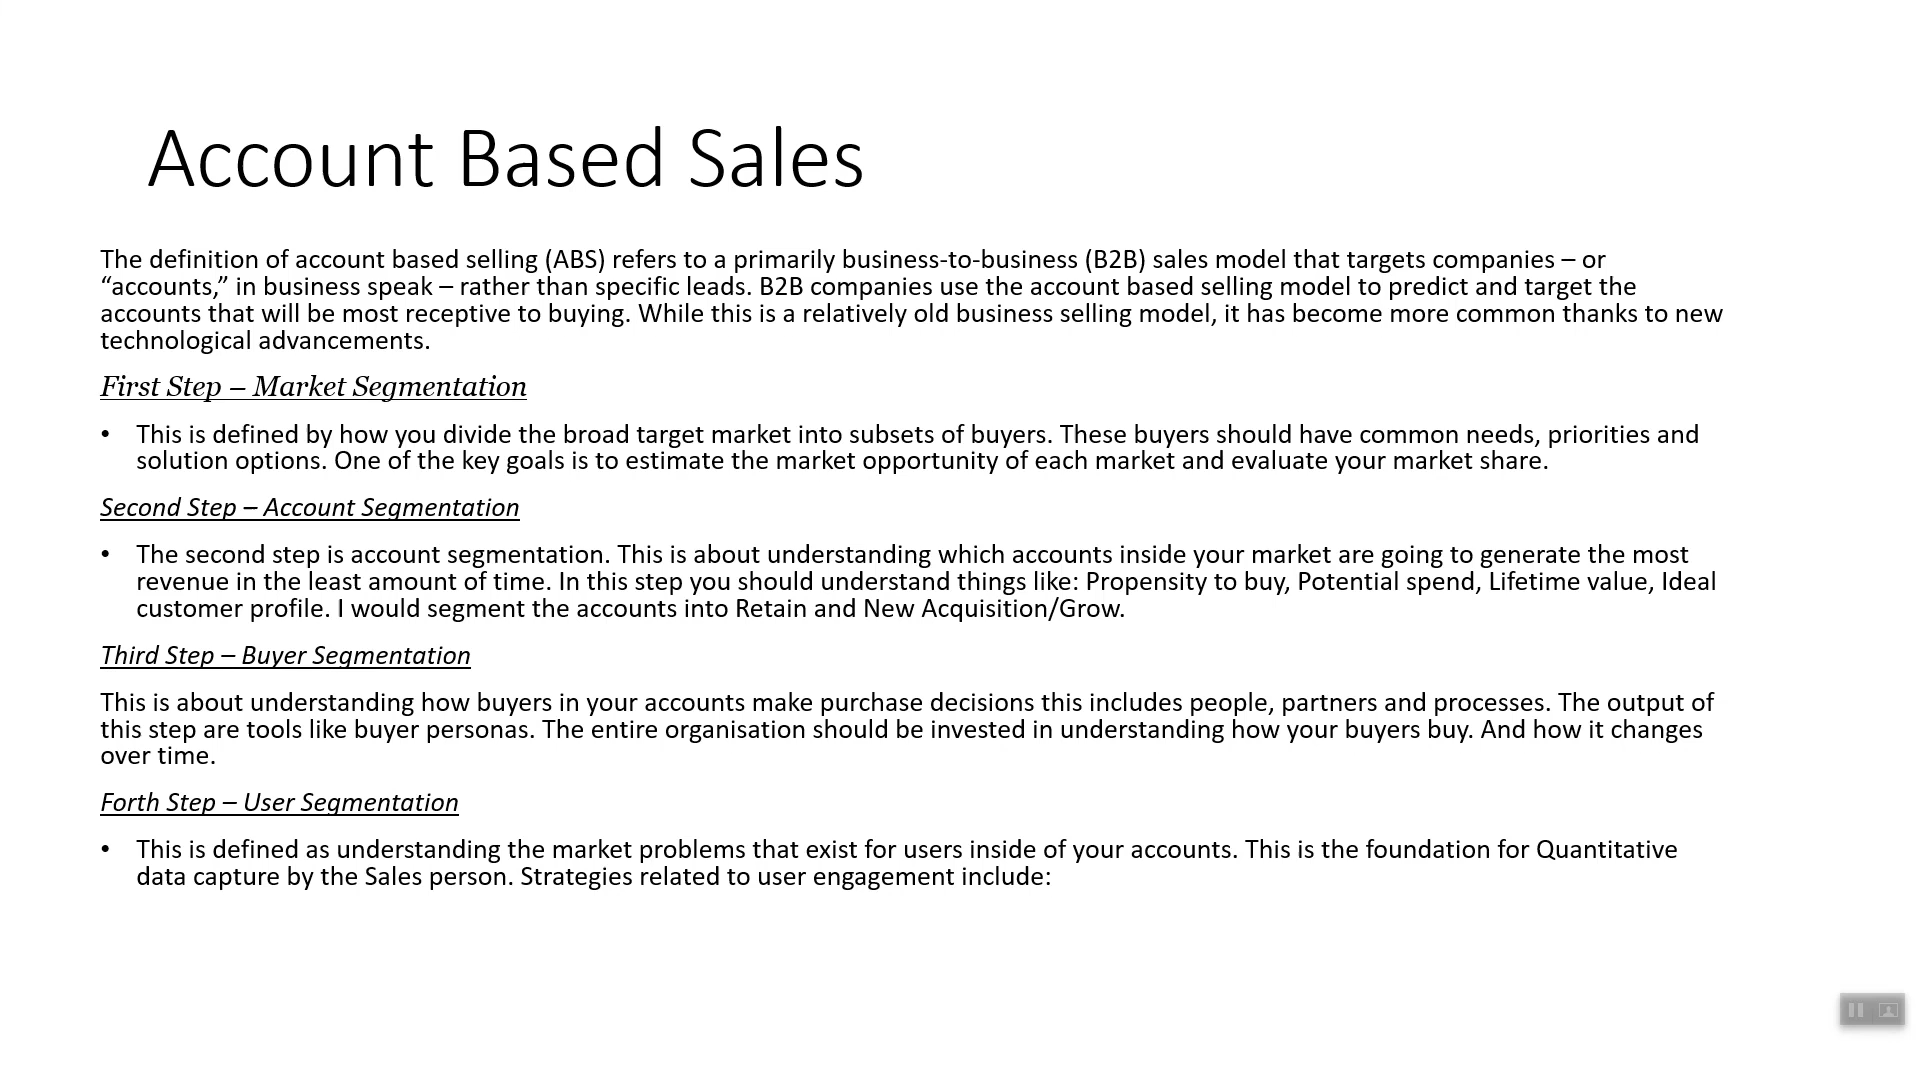 Account Based Sales
The definition of account based selling (ABS) refers to a primarily business-to-business (B2B) sales model that targets companies – or
“accounts,” in business speak – rather than specific leads. B2B companies use the account based selling model to predict and target the
accounts that will be most receptive to buying. While this is a relatively old business selling model, it has become more common thanks to new
technological advancements.
First Step – Market Segmentation
• This is defined by how you divide the broad target market into subsets of buyers. These buyers should have common needs, priorities and
solution options. One of the key goals is to estimate the market opportunity of each market and evaluate your market share.
Second Step – Account Segmentation
• The second step is account segmentation. This is about understanding which accounts inside your market are going to generate the most
revenue in the least amount of time. In this step you should understand things like: Propensity to buy, Potential spend, Lifetime value, Ideal
customer profile. I would segment the accounts into Retain and New Acquisition/Grow.
Third Step – Buyer Segmentation
This is about understanding how buyers in your accounts make purchase decisions this includes people, partners and processes. The output of
this step are tools like buyer personas. The entire organisation should be invested in understanding how your buyers buy. And how it changes
over time.
Forth Step – User Segmentation
• This is defined as understanding the market problems that exist for users inside of your accounts. This is the foundation for Quantitative
data capture by the Sales person. Strategies related to user engagement include: